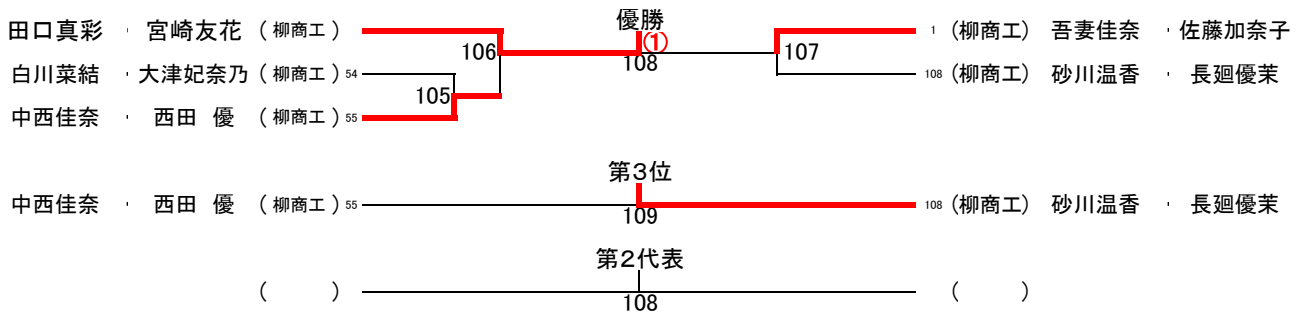 優勝
田口真彩 ・ 宮崎友花 (柳商工) 106 ① 108 107 1 (柳商工) 吾妻佳奈 ・佐藤加奈子
白川菜結 ・大津妃奈乃(柳商工) 54 108 (柳商工) 砂川温香 ・ 長廻優茉
105
中西佳奈 ・ 西田 優 (柳商工) 55
第3位
中西佳奈 ・ 西田 優 (柳商工) 55 109 108 (柳商工) 砂川温香 ・ 長廻優茉
第2代表
( ) 108 ( )